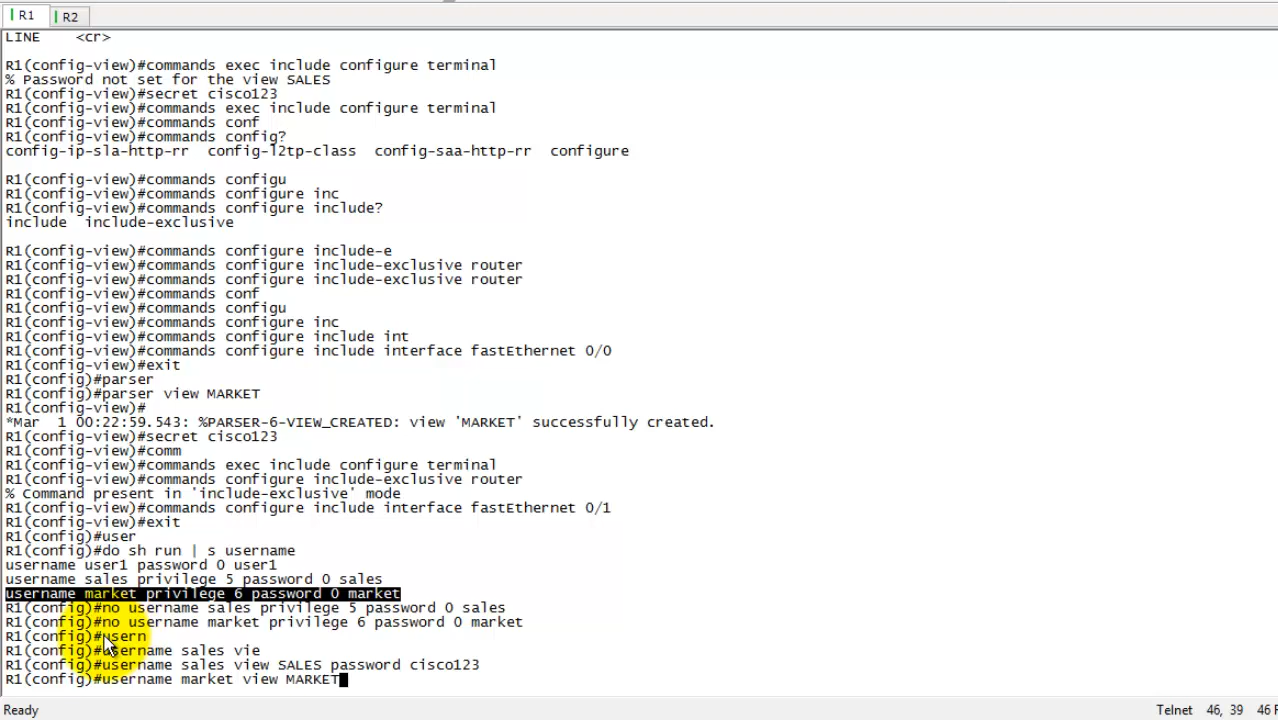 R1
R2
LINE    <cr>
R1(config-view)#commands exec include configure terminal
% Password not set for the view SALES
R1(config-view)#secret cisco123
R1(config-view)#commands exec include configure terminal
R1(config-view)#commands conf
R1(config-view)#commands config?
config-ip-sla-http-rr  config-l2tp-class  config-saa-http-rr  configure
R1(config-view)#commands configu
R1(config-view)#commands configure inc
R1(config-view)#commands configure include?
include  include-exclusive
R1(config-view)#commands configure include-e
R1(config-view)#commands configure include-exclusive router
R1(config-view)#commands configure include-exclusive router
R1(config-view)#commands conf
R1(config-view)#commands configu
R1(config-view)#commands configure inc
R1(config-view)#commands configure include int
R1(config-view)#commands configure include interface fastEthernet 0/0
R1(config-view)#exit
R1(config)#parser
R1(config)#parser view MARKET
R1(config-view)#
*Mar  1 00:22:59.543: %PARSER-6-VIEW_CREATED: view 'MARKET' successfully created.
R1(config-view)#secret cisco123
R1(config-view)#comm
R1(config-view)#commands exec include configure terminal
R1(config-view)#commands configure include-exclusive router
% Command present in 'include-exclusive' mode
R1(config-view)#commands configure include interface fastEthernet 0/1
R1(config-view)#exit
R1(config)#user
R1(config)#do sh run | s username
username user1 password 0 user1
username sales privilege 5 password 0 sales
username market privilege 6 password 0 market
R1(config)#no username sales privilege 5 password 0 sales
R1(config)#no username market privilege 6 password 0 market
R1(config)#usern
R1(config)#username sales vie
R1(config)#username sales view SALES password cisco123
R1(config)#username market view MARKET
Ready
Telnet    46, 39    46 R